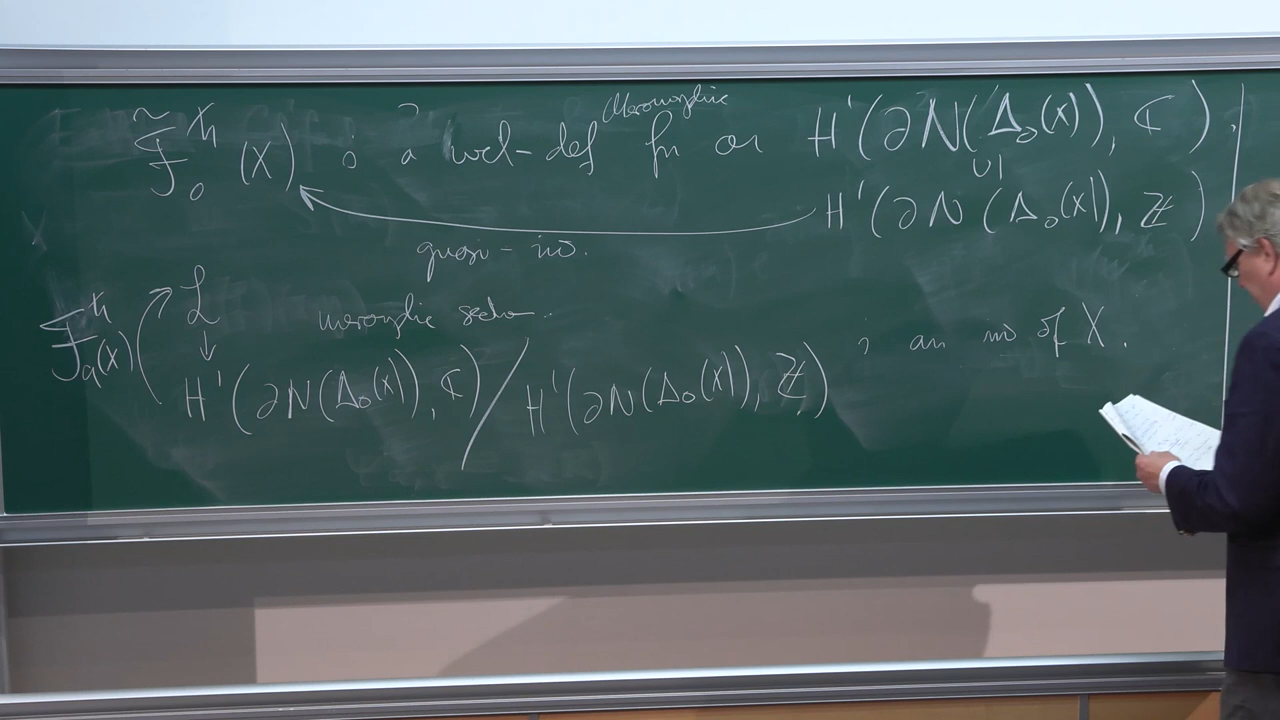 $\tilde{\mathcal{F}}_0^{\hbar}(X)$ is a well-def Meromorphic fn on $H^1(\partial N(\Delta_0(X)), \mathbb{C})$,
∪|
$H^1(\partial N(\Delta_0(X)), \mathbb{Z})$
quasi-inv.
$\mathcal{F}_a^{\hbar}(X)$ ↗ $\mathcal{L}$ meromorphic section.
↓ is an inv of X.
$H^1(\partial N(\Delta_0(X)), \mathbb{C}) / H^1(\partial N(\Delta_0(X)), \mathbb{Z})$